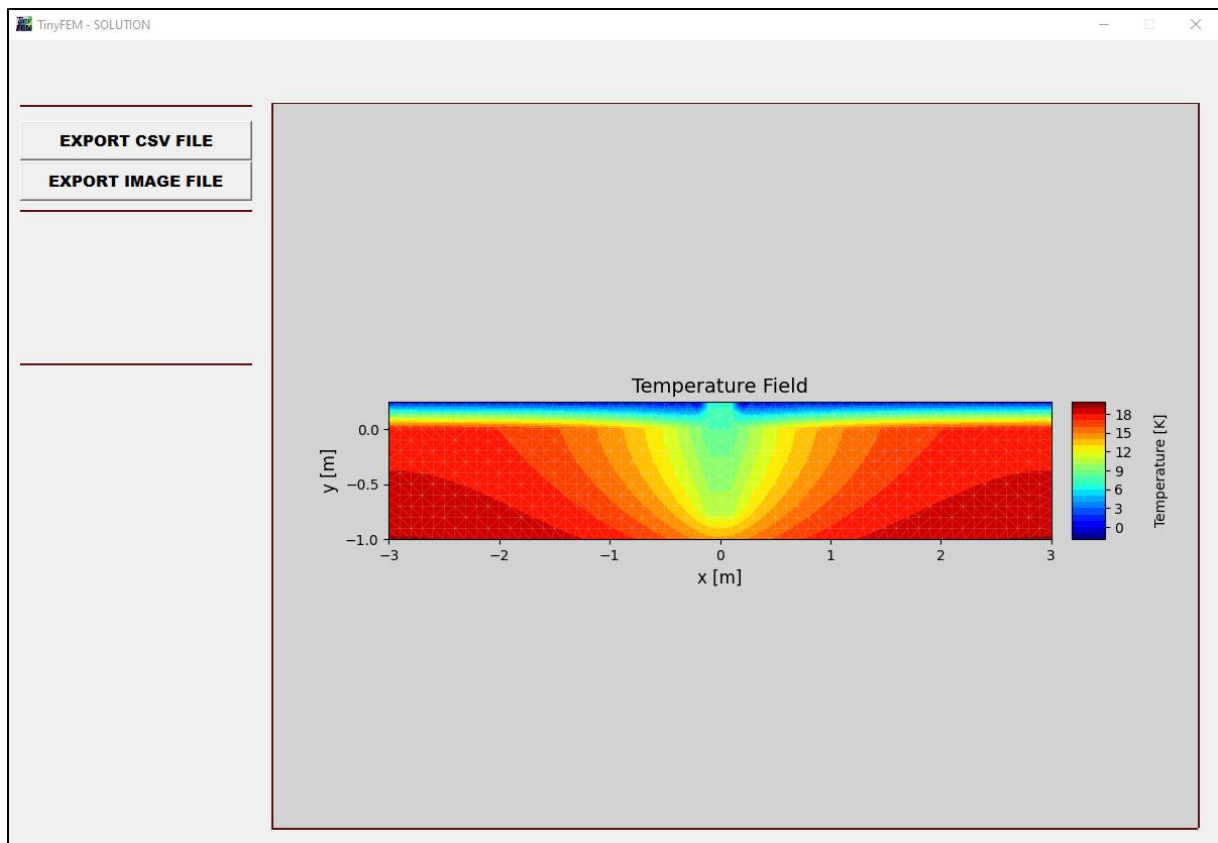 TinyFEM - SOLUTION
EXPORT CSV FILE
EXPORT IMAGE FILE
Temperature Field
0.0
−0.5
−1.0
y [m]
−3
−2
−1
0
1
2
3
x [m]
18
15
12
9
6
3
0
Temperature [K]